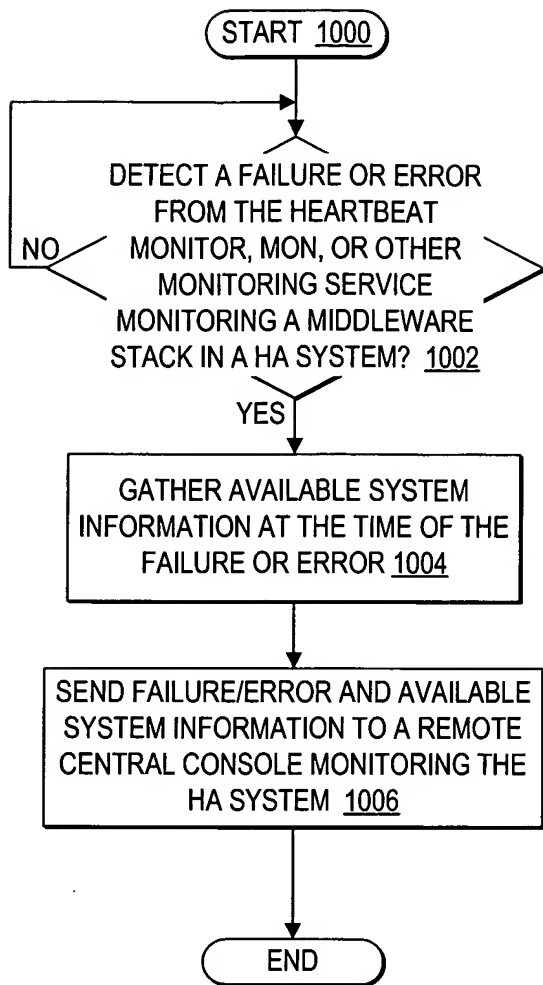 START 1000
DETECT A FAILURE OR ERROR
FROM THE HEARTBEAT
NO
MONITOR, MON, OR OTHER
MONITORING SERVICE
MONITORING A MIDDLEWARE
STACK IN A HA SYSTEM? 1002
YES
GATHER AVAILABLE SYSTEM
INFORMATION AT THE TIME OF THE
FAILURE OR ERROR 1004
SEND FAILURE/ERROR AND AVAILABLE
SYSTEM INFORMATION TO A REMOTE
CENTRAL CONSOLE MONITORING THE
HA SYSTEM 1006
END